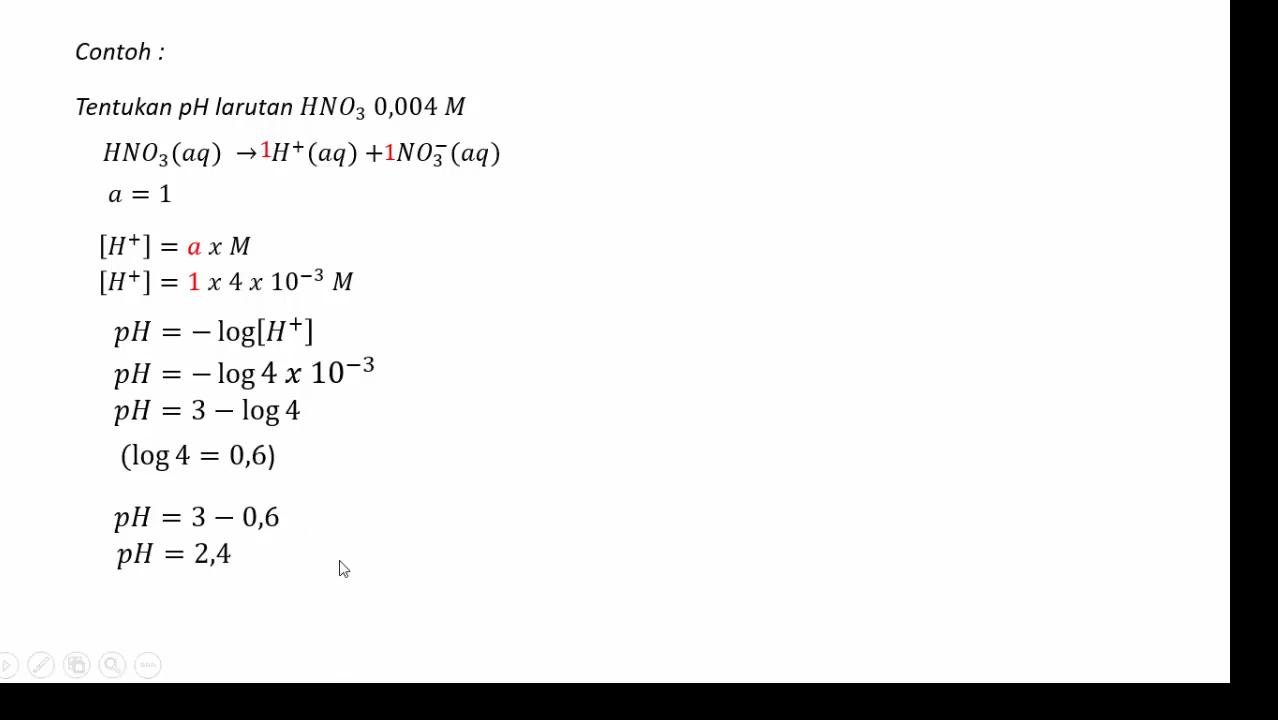 Contoh :
Tentukan pH larutan HNO₃ 0,004 M
HNO₃(aq) → 1H⁺(aq) + 1NO₃⁻(aq)
a = 1
[H⁺] = a x M
[H⁺] = 1 x 4 x 10⁻³ M
pH = − log[H⁺]
pH = − log 4 x 10⁻³
pH = 3 − log 4
(log 4 = 0,6)
pH = 3 − 0,6
pH = 2,4